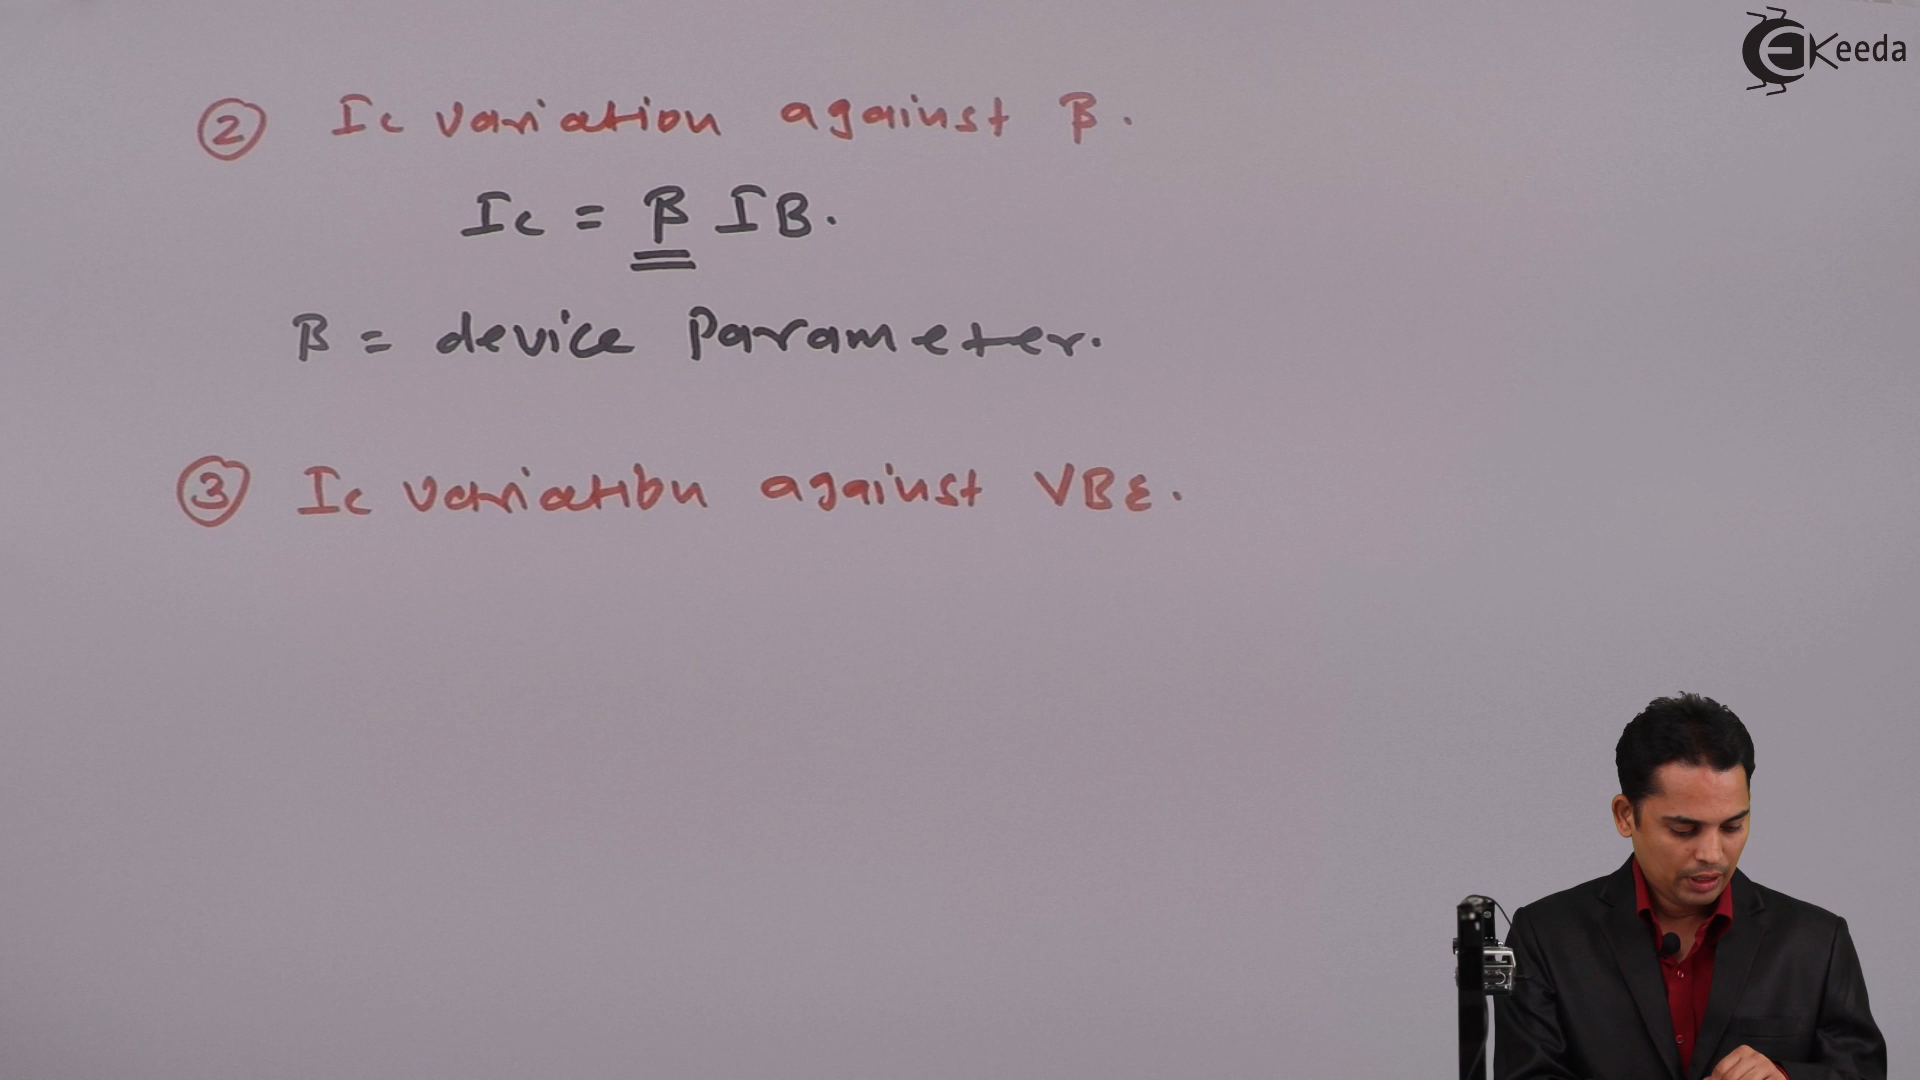 EKeeda
② Ic variation against β.
Ic = β IB.
β = device Parameter.
③ Ic variation against VBE.